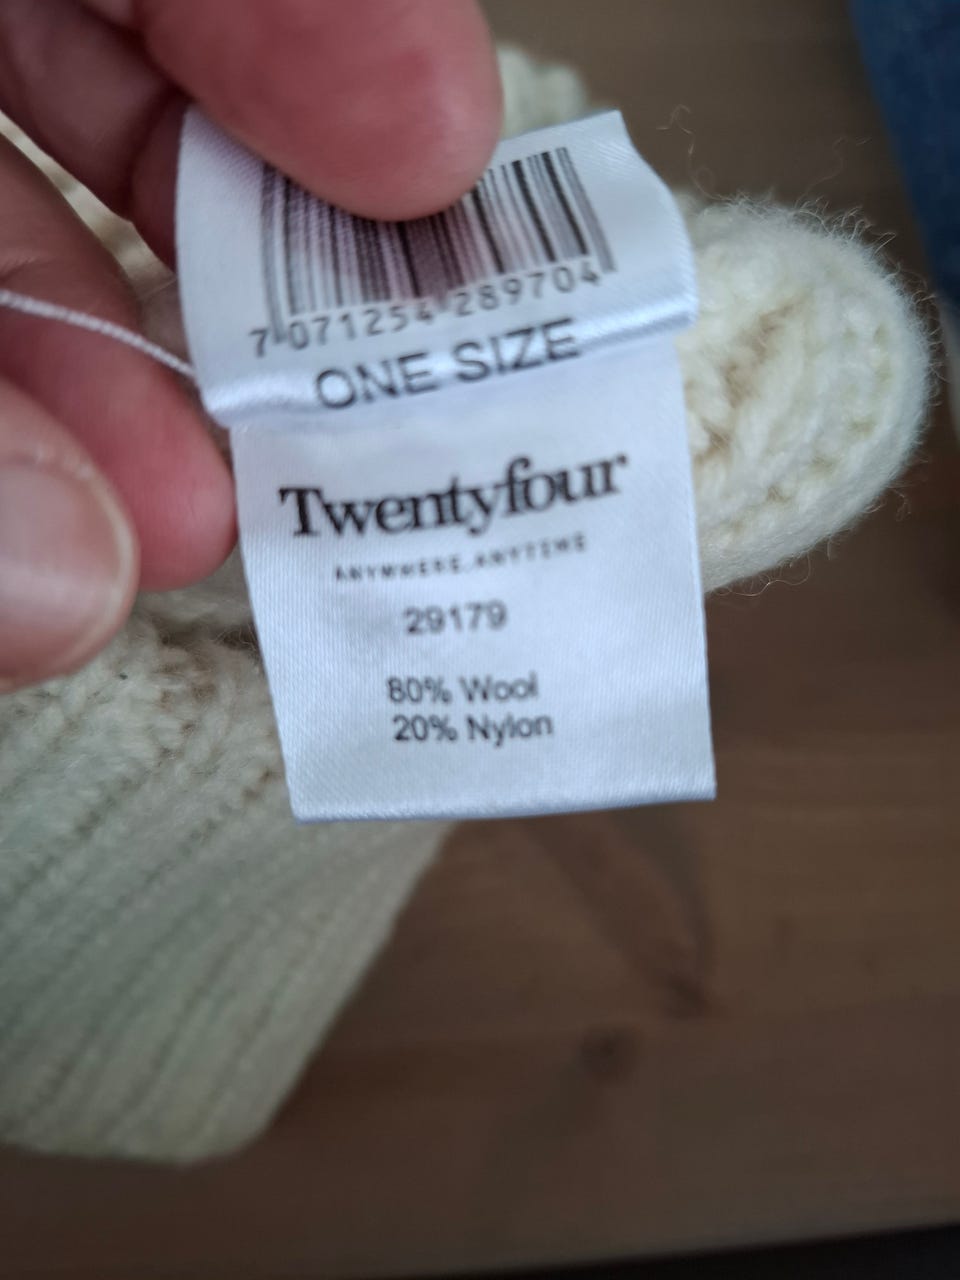 7 071254 289704
ONE SIZE
Twentyfour
ANYWHERE, ANYTIME
29179
80% Wool
20% Nylon